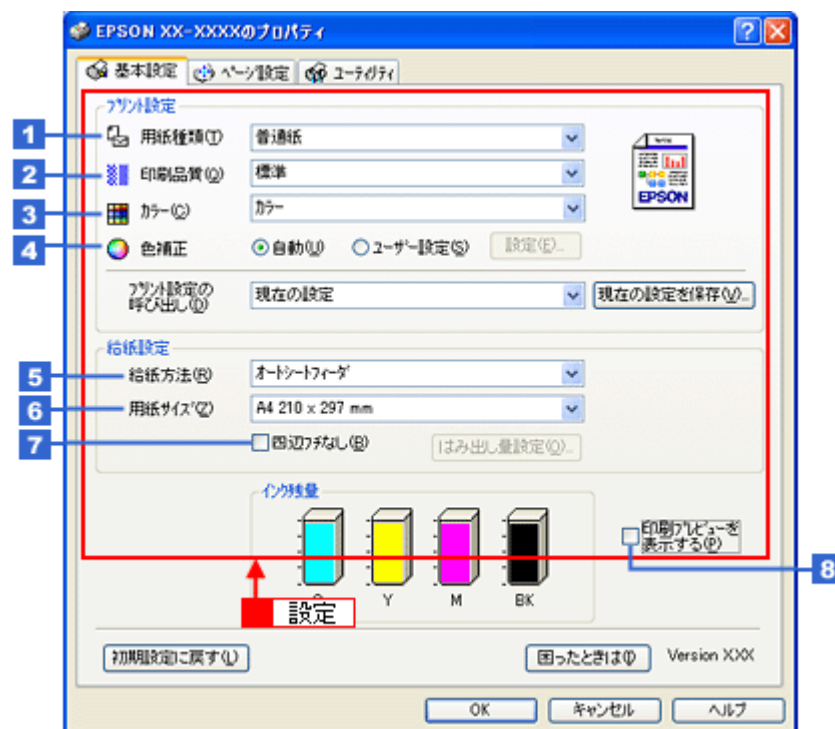 EPSON XX-XXXXのプロパティ
基本設定 ページ設定 ユーティリティ
プリント設定
1 用紙種類(T) 普通紙
2 印刷品質(Q) 標準
3 カラー(C) カラー
EPSON
4 色補正 自動(U) ユーザー設定(S) 設定(E)...
プリント設定の
呼び出し(D) 現在の設定 現在の設定を保存(V)...
給紙設定
5 給紙方法(R) オートシートフィーダ
6 用紙サイズ(Z) A4 210 x 297 mm
7 四辺フチなし(B) はみ出し量設定(O)...
インク残量
印刷プレビューを
表示する(P)
8
Y M BK
設定
初期設定に戻す(L) 困ったときは(I) Version XXX
OK キャンセル ヘルプ